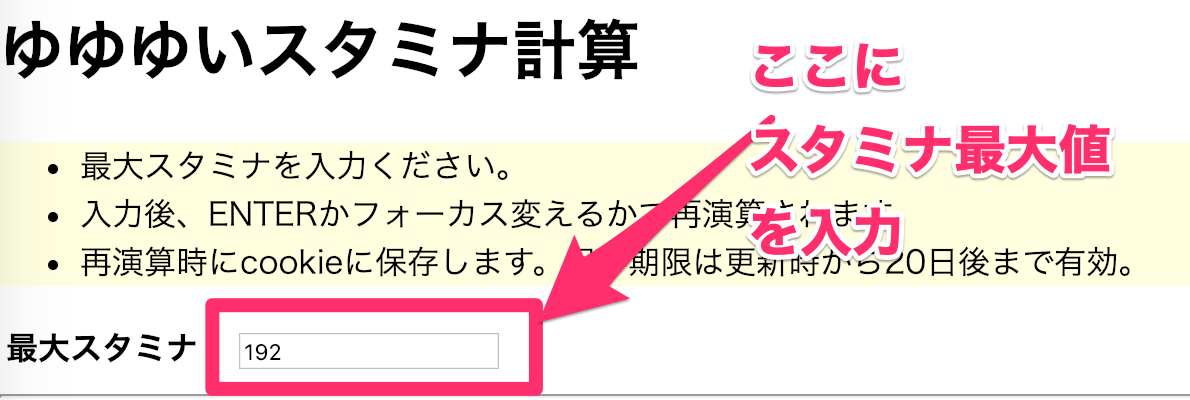 ゆゆゆいスタミナ計算
ここに
スタミナ最大値
を入力
最大スタミナを入力ください。
入力後、ENTERかフォーカス変えるかで再演算されます
再演算時にcookieに保存します。期限は更新時から20日後まで有効。
最大スタミナ 192